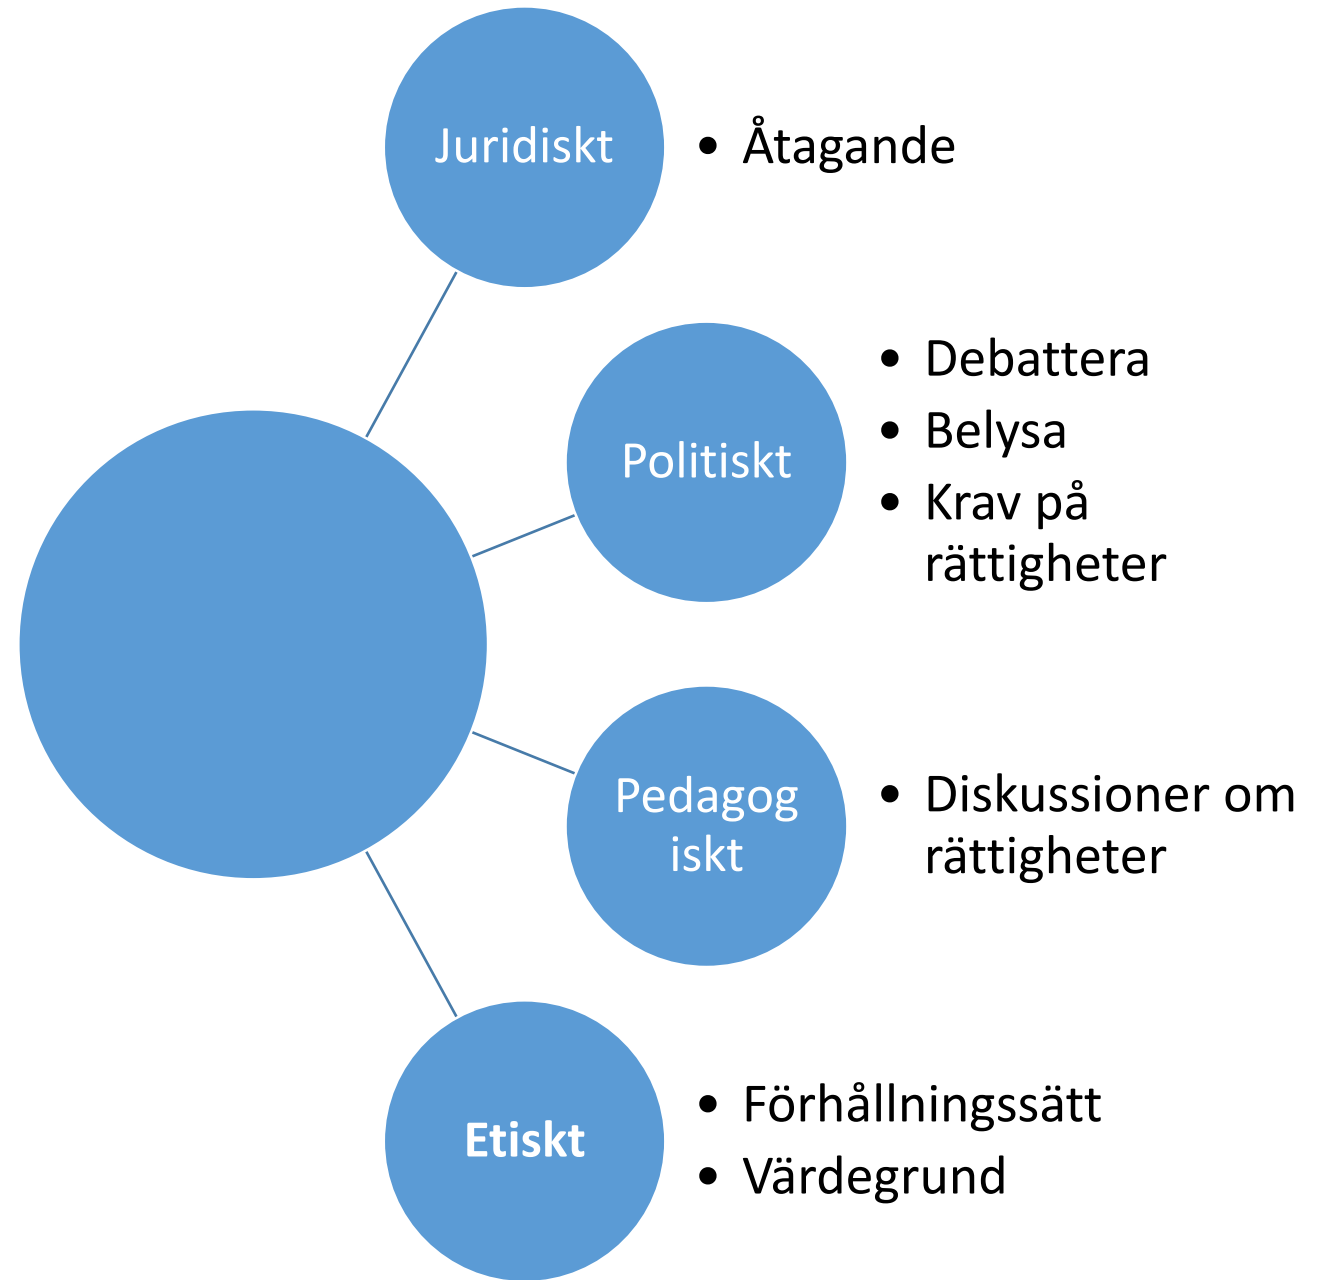 Juridiskt
• Åtagande
Politiskt
• Debattera
• Belysa
• Krav på
rättigheter
Pedagog
iskt
• Diskussioner om
rättigheter
Etiskt
• Förhållningssätt
• Värdegrund